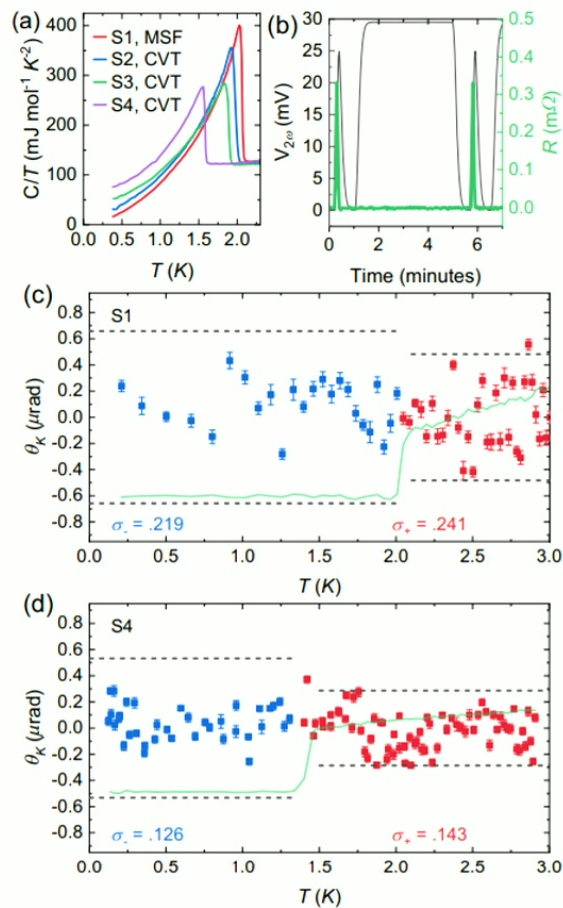 (a)
S1, MSF
S2, CVT
S3, CVT
S4, CVT
400
350
300
250
200
150
100
50
0
C/T (mJ mol⁻¹ K⁻²)
0.5
1.0
1.5
2.0
T (K)
(b)
30
25
20
15
10
5
0
V2ω (mV)
0.5
0.4
0.3
0.2
0.1
0.0
R (mΩ)
0
2
4
6
Time (minutes)
(c)
S1
0.8
0.6
0.4
0.2
0.0
-0.2
-0.4
-0.6
-0.8
θK (μrad)
σ- = .219
σ+ = .241
0.0
0.5
1.0
1.5
2.0
2.5
3.0
T (K)
(d)
S4
0.8
0.6
0.4
0.2
0.0
-0.2
-0.4
-0.6
-0.8
θK (μrad)
σ- = .126
σ+ = .143
0.0
0.5
1.0
1.5
2.0
2.5
3.0
T (K)